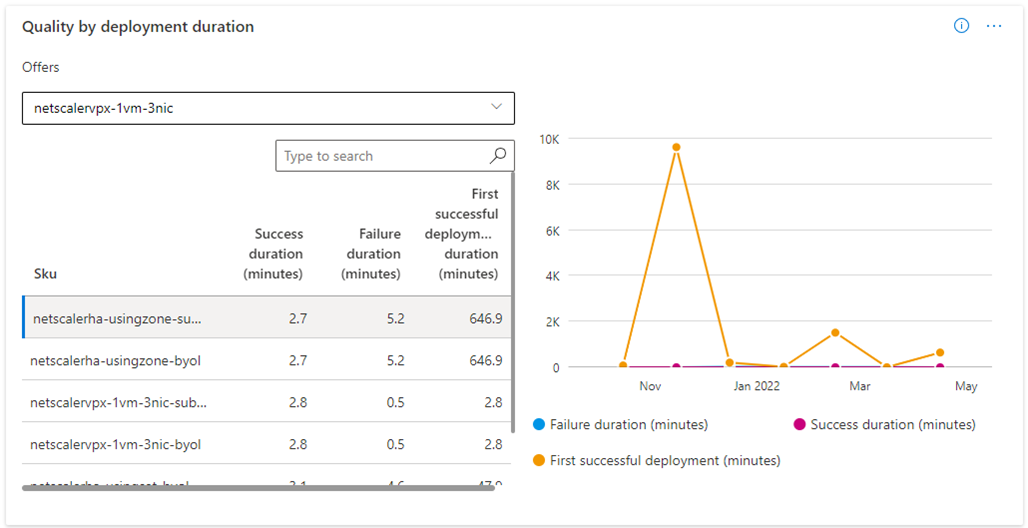 Quality by deployment duration
Offers
netscalervpx-1vm-3nic
Type to search
Sku
Success duration (minutes)
Failure duration (minutes)
First successful deploym... duration (minutes)
netscalerha-usingzone-su... 2.7 5.2 646.9
netscalerha-usingzone-byol 2.7 5.2 646.9
netscalervpx-1vm-3nic-sub... 2.8 0.5 2.8
netscalervpx-1vm-3nic-byol 2.8 0.5 2.8
10K
8K
6K
4K
2K
0
Nov Jan 2022 Mar May
Failure duration (minutes) Success duration (minutes)
First successful deployment (minutes)